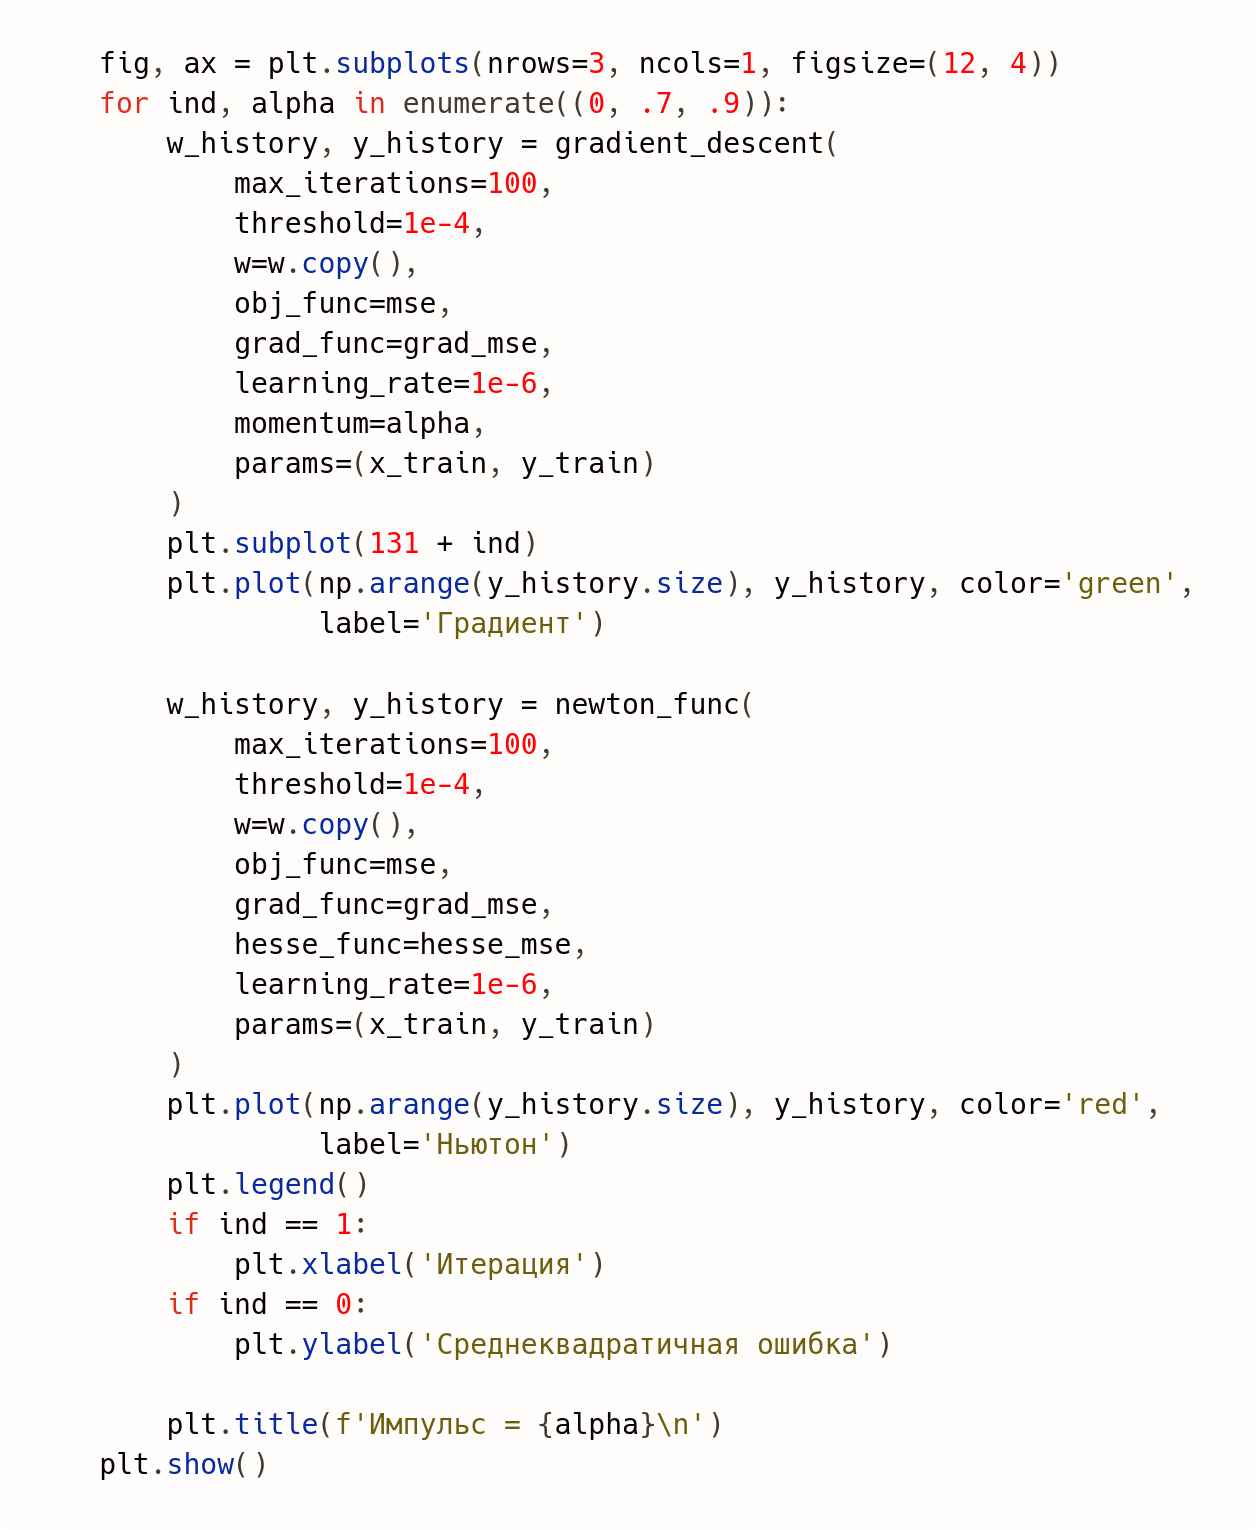 fig, ax = plt.subplots(nrows=3, ncols=1, figsize=(12, 4))
for ind, alpha in enumerate((0, .7, .9)):
    w_history, y_history = gradient_descent(
        max_iterations=100,
        threshold=1e-4,
        w=w.copy(),
        obj_func=mse,
        grad_func=grad_mse,
        learning_rate=1e-6,
        momentum=alpha,
        params=(x_train, y_train)
    )
    plt.subplot(131 + ind)
    plt.plot(np.arange(y_history.size), y_history, color='green',
             label='Градиент')

    w_history, y_history = newton_func(
        max_iterations=100,
        threshold=1e-4,
        w=w.copy(),
        obj_func=mse,
        grad_func=grad_mse,
        hesse_func=hesse_mse,
        learning_rate=1e-6,
        params=(x_train, y_train)
    )
    plt.plot(np.arange(y_history.size), y_history, color='red',
             label='Ньютон')
    plt.legend()
    if ind == 1:
        plt.xlabel('Итерация')
    if ind == 0:
        plt.ylabel('Среднеквадратичная ошибка')

    plt.title(f'Импульс = {alpha}\n')
plt.show()